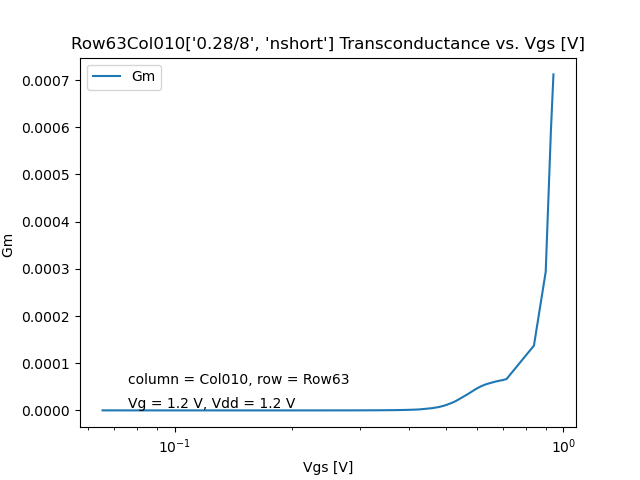 Row63Col010['0.28/8', 'nshort'] Transconductance vs. Vgs [V]
Gm
0.0007
0.0006
0.0005
0.0004
0.0003
0.0002
0.0001
0.0000
Gm
column = Col010, row = Row63
Vg = 1.2 V, Vdd = 1.2 V
10⁻¹
10⁰
Vgs [V]